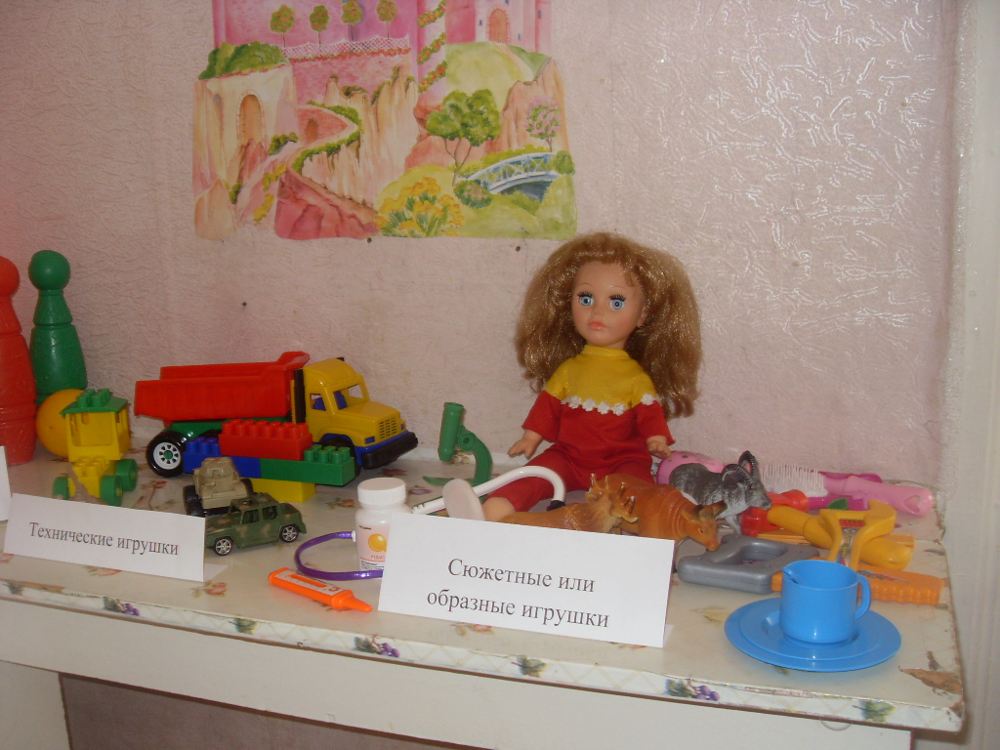 Технические игрушки
Сюжетные или
образные игрушки